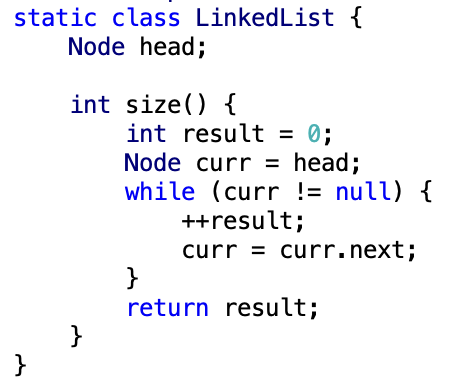 static class LinkedList {
    Node head;

    int size() {
        int result = 0;
        Node curr = head;
        while (curr != null) {
            ++result;
            curr = curr.next;
        }
        return result;
    }
}